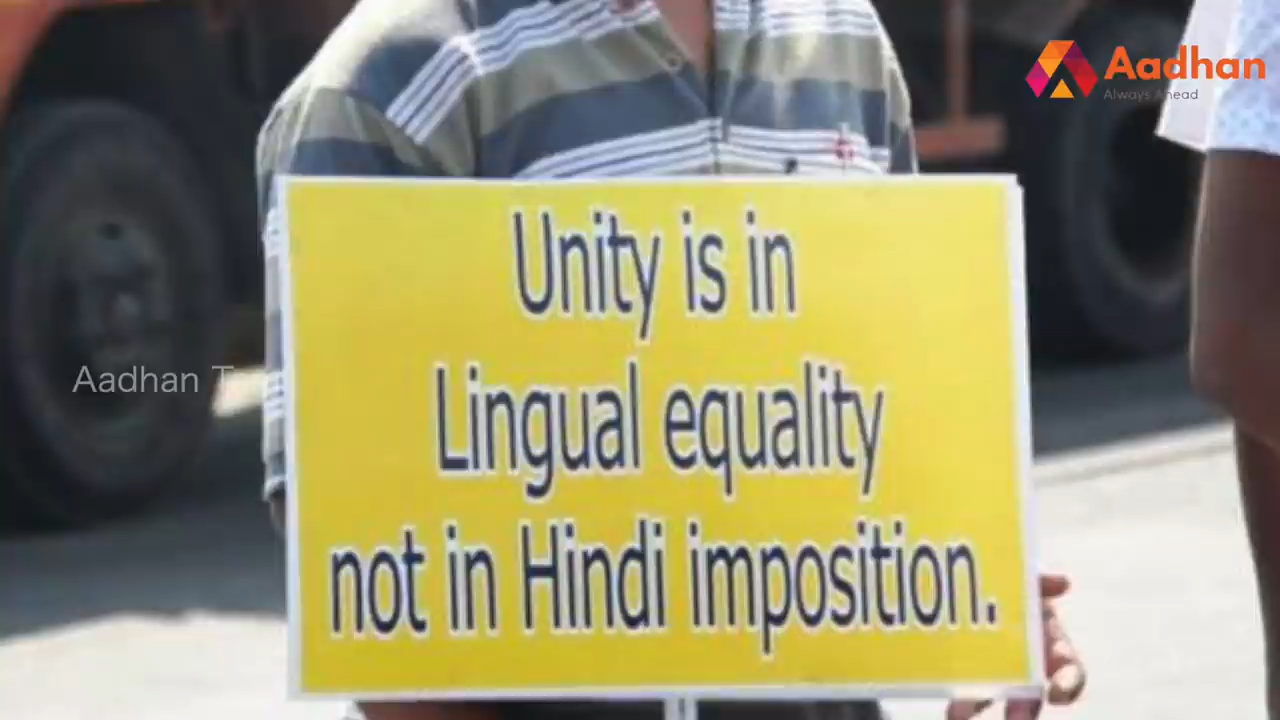 Aadhan
Always Ahead
Unity is in
Lingual equality
not in Hindi imposition.
Aadhan T